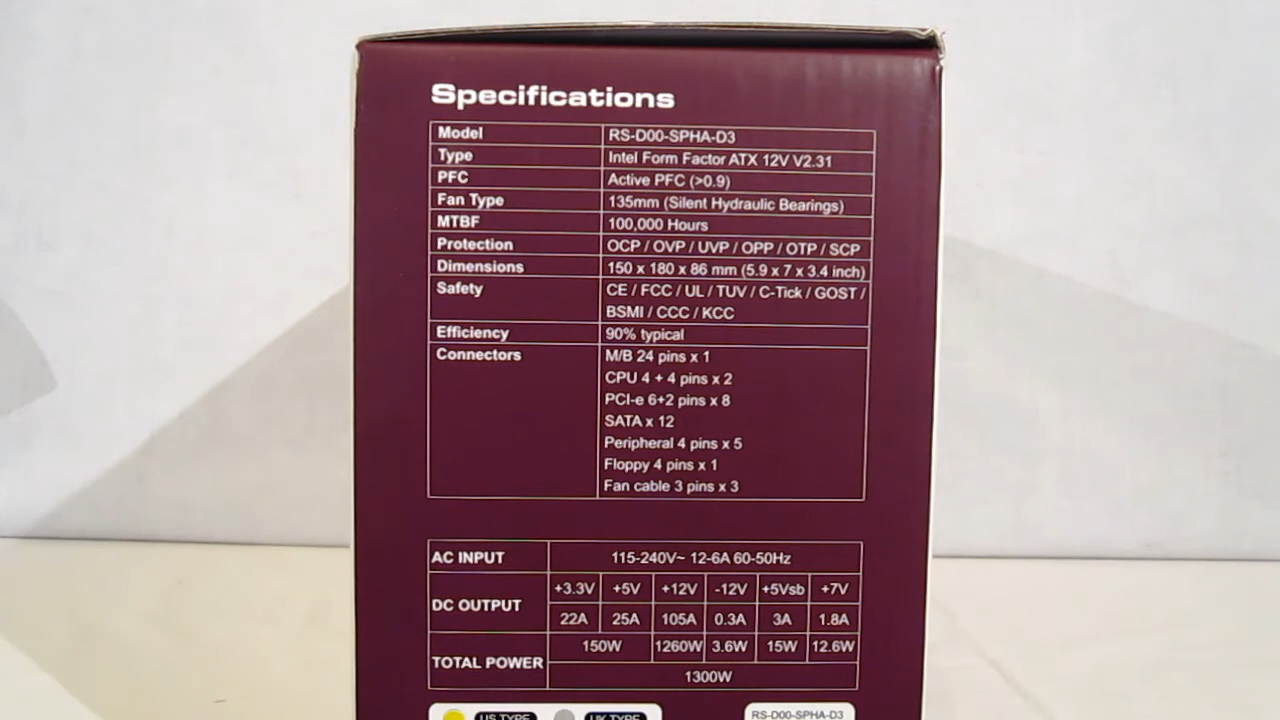 Specifications
Model RS-D00-SPHA-D3
Type Intel Form Factor ATX 12V V2.31
PFC Active PFC (>0.9)
Fan Type 135mm (Silent Hydraulic Bearings)
MTBF 100,000 Hours
Protection OCP / OVP / UVP / OPP / OTP / SCP
Dimensions 150 x 180 x 86 mm (5.9 x 7 x 3.4 inch)
Safety CE / FCC / UL / TUV / C-Tick / GOST /
BSMI / CCC / KCC
Efficiency 90% typical
Connectors M/B 24 pins x 1
CPU 4 + 4 pins x 2
PCI-e 6+2 pins x 8
SATA x 12
Peripheral 4 pins x 5
Floppy 4 pins x 1
Fan cable 3 pins x 3
AC INPUT 115-240V~ 12-6A 60-50Hz
DC OUTPUT +3.3V +5V +12V -12V +5Vsb +7V
22A 25A 105A 0.3A 3A 1.8A
TOTAL POWER 150W 1260W 3.6W 15W 12.6W
1300W
US TYPE UK TYPE RS-D00-SPHA-D3